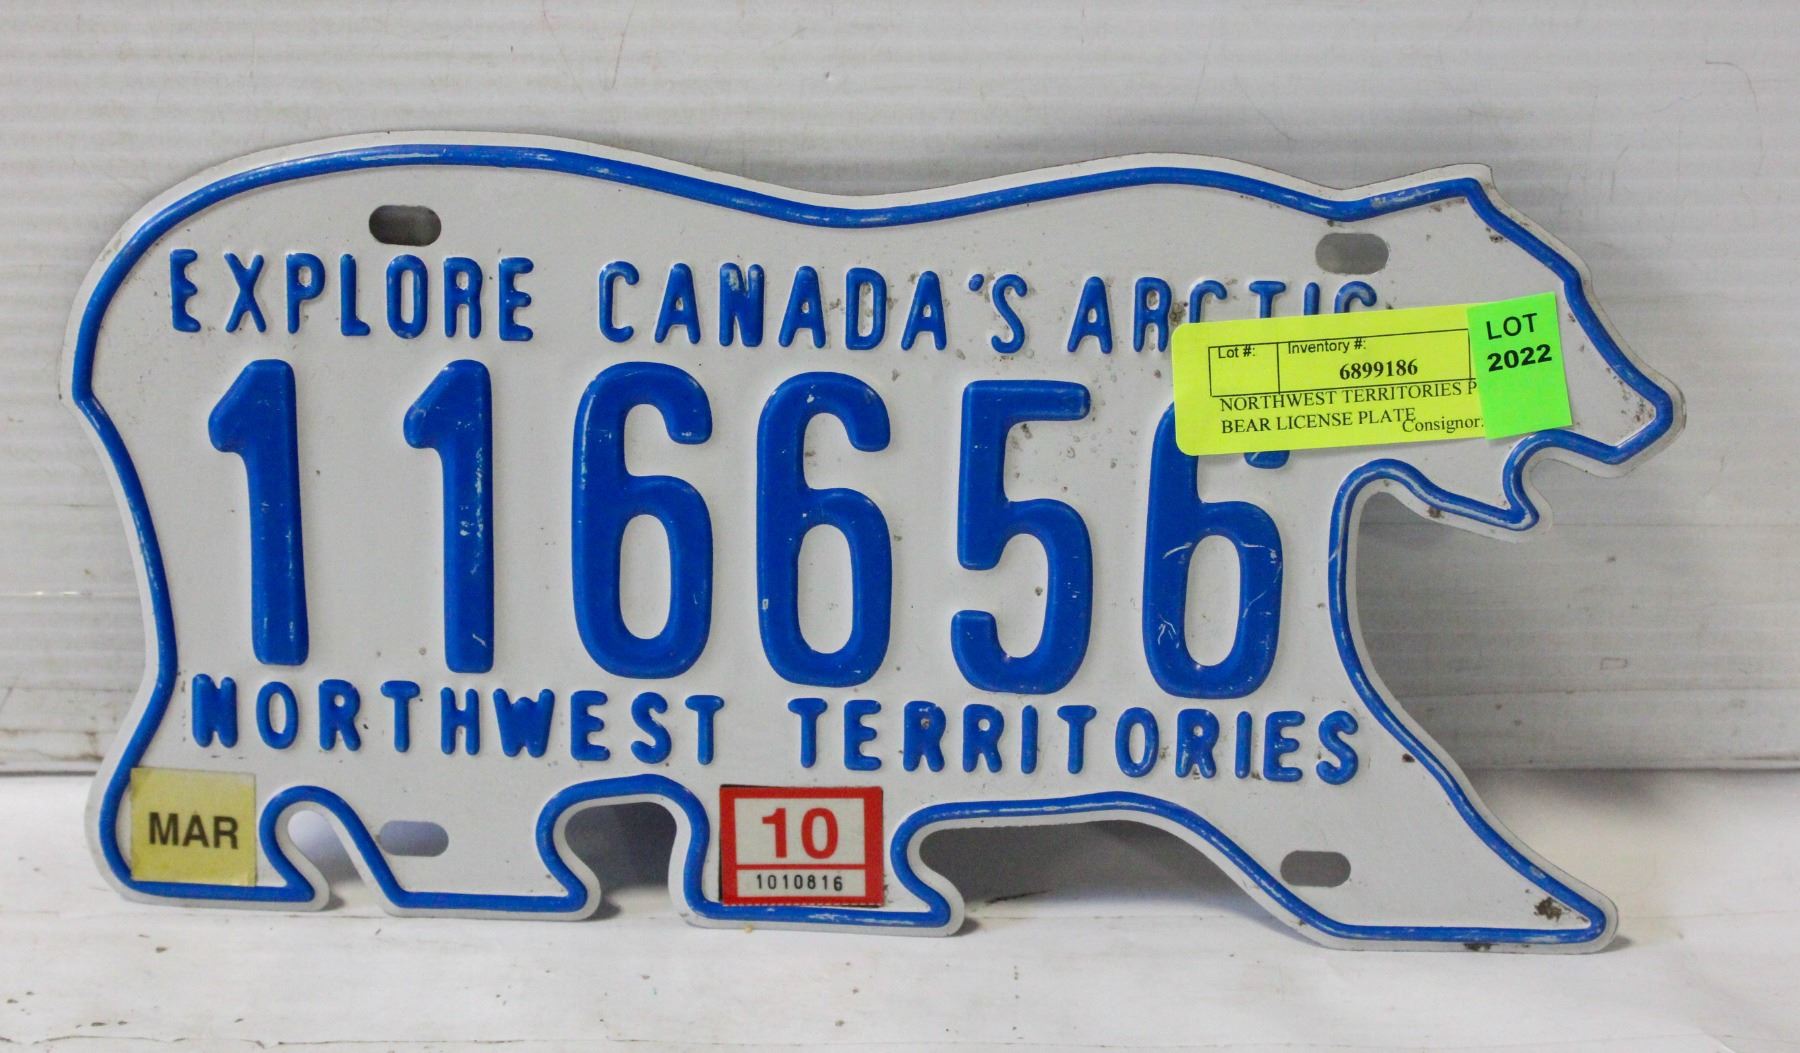 EXPLORE CANADA'S ARCTIC
116656
NORTHWEST TERRITORIES
MAR
10
1010816
Lot #: Inventory #:
6899186
NORTHWEST TERRITORIES
BEAR LICENSE PLATE
Consignor:
LOT
2022